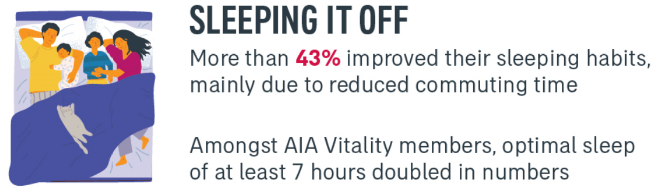 SLEEPING IT OFF
More than 43% improved their sleeping habits,
mainly due to reduced commuting time
Amongst AIA Vitality members, optimal sleep
of at least 7 hours doubled in numbers